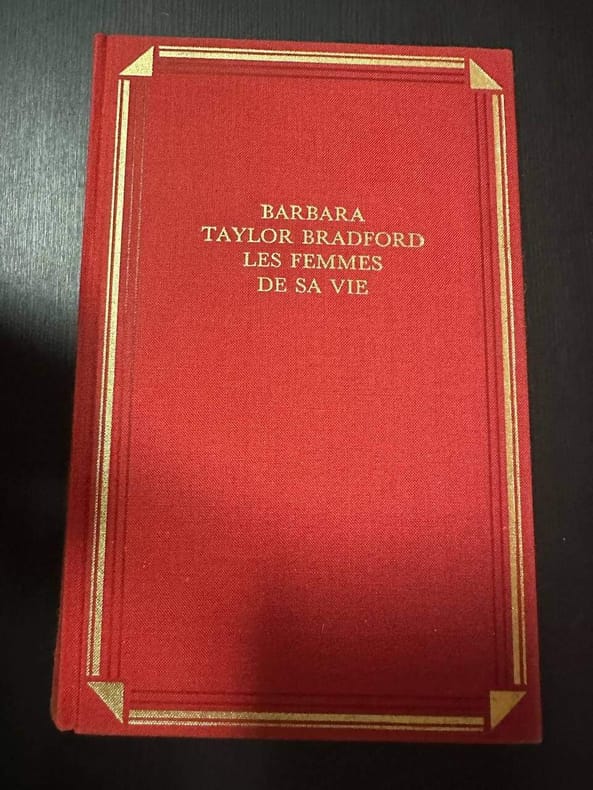 BARBARA
TAYLOR BRADFORD
LES FEMMES
DE SA VIE